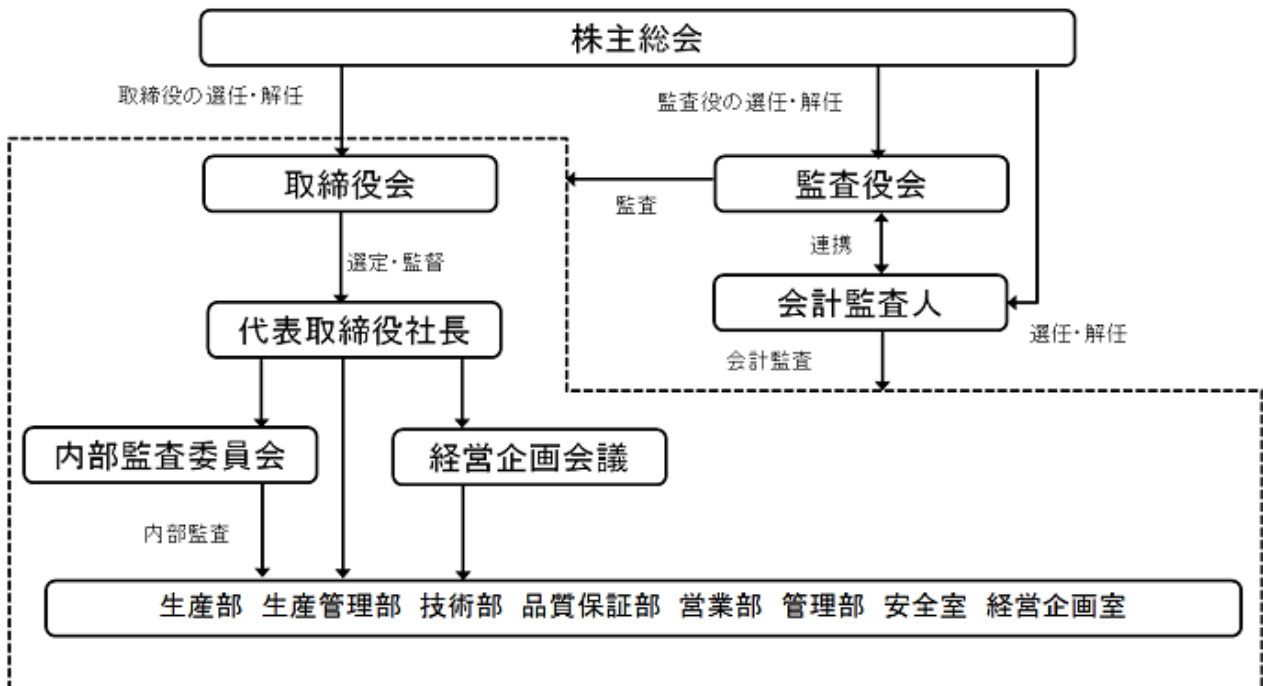 株主総会
取締役の選任・解任
監査役の選任・解任
取締役会
監査役会
監査
連携
選定・監督
会計監査人
代表取締役社長
選任・解任
会計監査
内部監査委員会
経営企画会議
内部監査
生産部 生産管理部 技術部 品質保証部 営業部 管理部 安全室 経営企画室